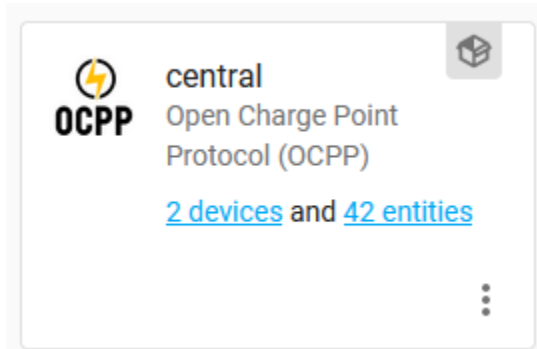 OCPP
central
Open Charge Point
Protocol (OCPP)
2 devices and 42 entities